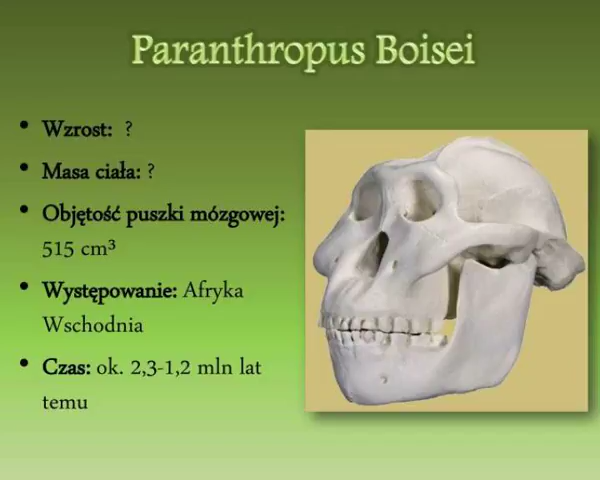 Paranthropus Boisei
• Wzrost: ?
• Masa ciała: ?
• Objętość puszki mózgowej:
515 cm³
• Występowanie: Afryka
Wschodnia
• Czas: ok. 2,3-1,2 mln lat
temu